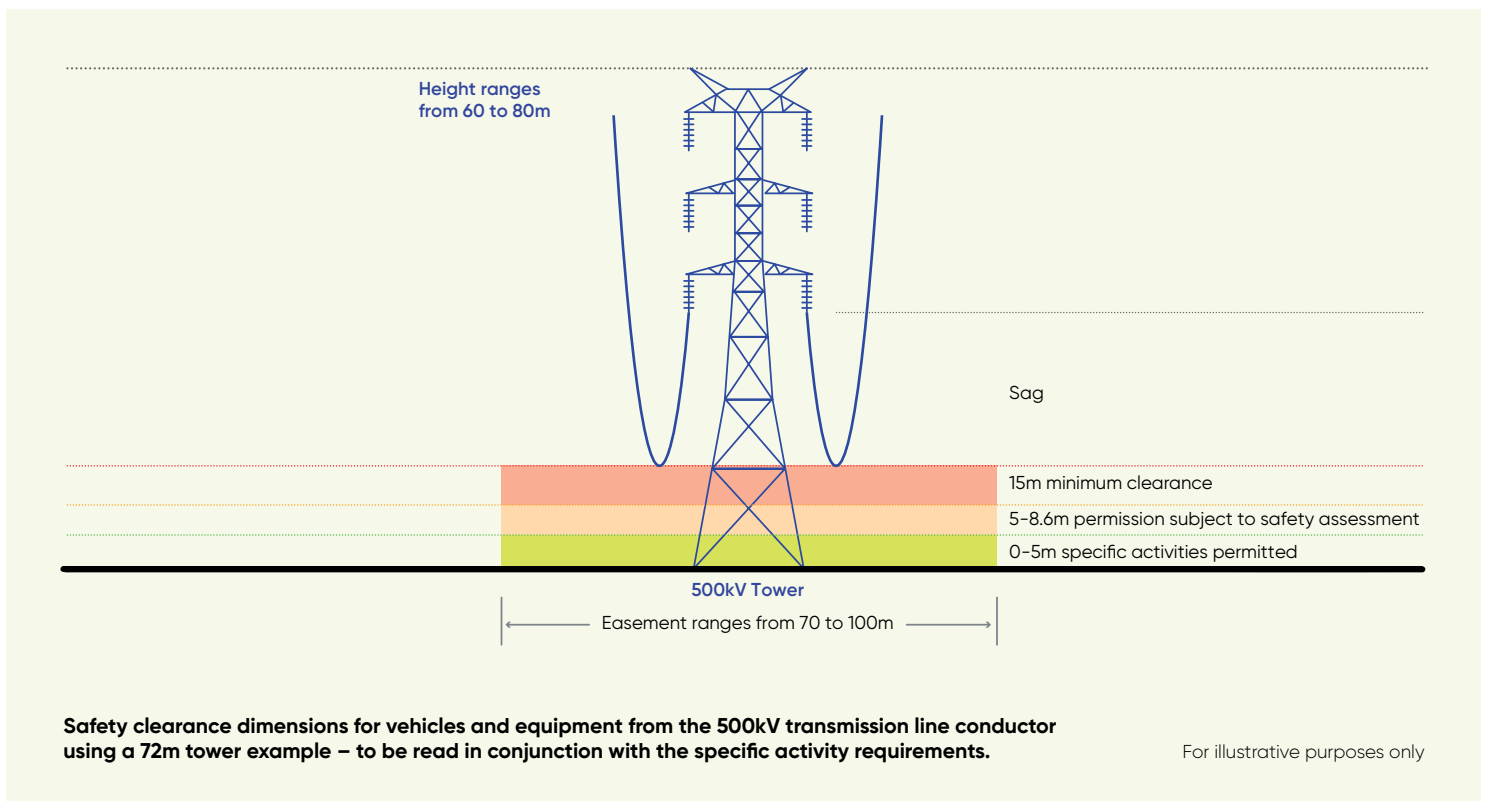 Height ranges
from 60 to 80m
Sag
15m minimum clearance
5-8.6m permission subject to safety assessment
0-5m specific activities permitted
500kV Tower
Easement ranges from 70 to 100m
Safety clearance dimensions for vehicles and equipment from the 500kV transmission line conductor
using a 72m tower example – to be read in conjunction with the specific activity requirements.
For illustrative purposes only